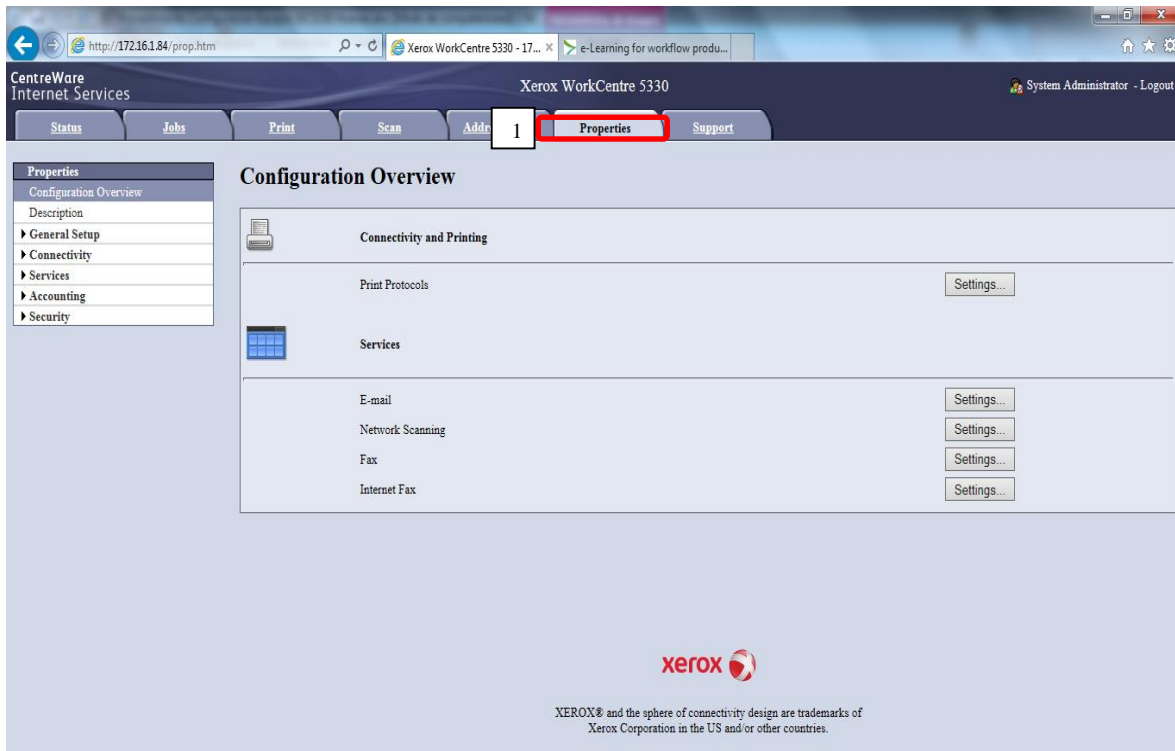 http://172.16.1.84/prop.htm
Xerox WorkCentre 5330 - 17...
e-Learning for workflow produ...
CentreWare
Internet Services
Xerox WorkCentre 5330
System Administrator - Logout
Status
Jobs
Print
Scan
Addr
1
Properties
Support
Properties
Configuration Overview
Description
General Setup
Connectivity
Services
Accounting
Security
Configuration Overview
Connectivity and Printing
Print Protocols
Settings...
Services
E-mail
Settings...
Network Scanning
Settings...
Fax
Settings...
Internet Fax
Settings...
xerox
XEROX® and the sphere of connectivity design are trademarks of
Xerox Corporation in the US and/or other countries.